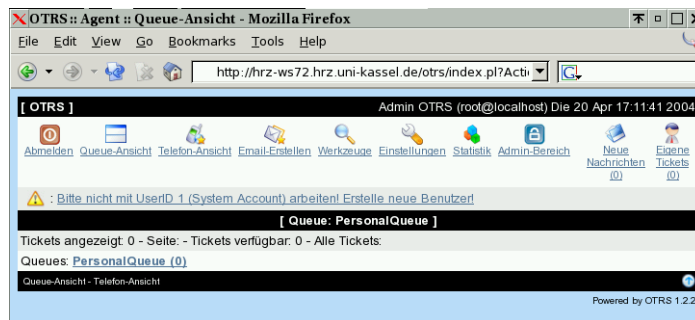 OTRS :: Agent :: Queue-Ansicht - Mozilla Firefox
File Edit View Go Bookmarks Tools Help
http://hrz-ws72.hrz.uni-kassel.de/otrs/index.pl?Acti
[ OTRS ] Admin OTRS (root@localhost) Die 20 Apr 17:11:41 2004
Abmelden Queue-Ansicht Telefon-Ansicht Email-Erstellen Werkzeuge Einstellungen Statistik Admin-Bereich Neue Nachrichten (0) Eigene Tickets (0)
: Bitte nicht mit UserID 1 (System Account) arbeiten! Erstelle neue Benutzer!
[ Queue: PersonalQueue ]
Tickets angezeigt: 0 - Seite: - Tickets verfügbar: 0 - Alle Tickets:
Queues: PersonalQueue (0)
Queue-Ansicht - Telefon-Ansicht
Powered by OTRS 1.2.2